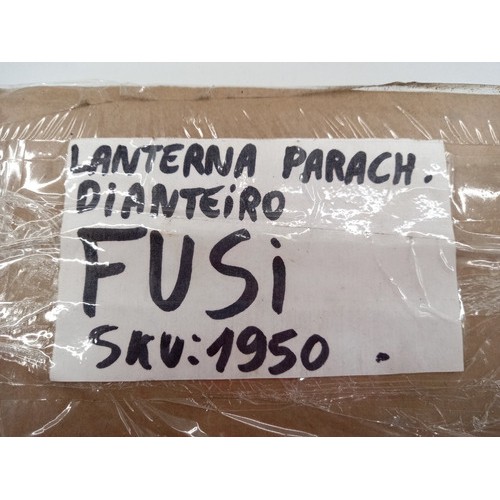 LANTERNA PARACH.
DIANTEiRO
FUSi
SKU:1950